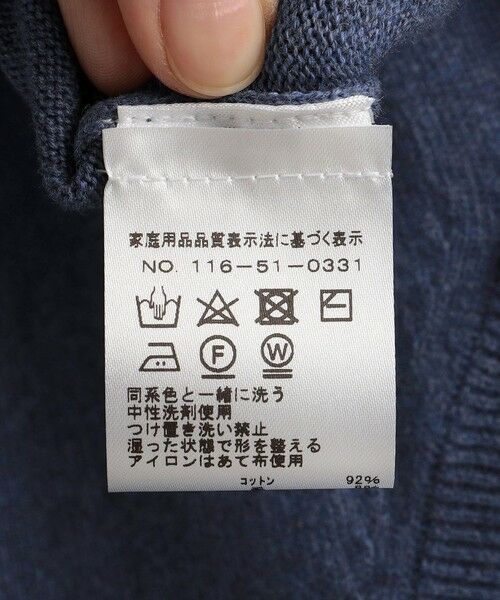 家庭用品品質表示法に基づく表示
NO. 116-51-0331
F W
同系色と一緒に洗う
中性洗剤使用
つけ置き洗い禁止
湿った状態で形を整える
アイロンはあて布使用
コットン 92%